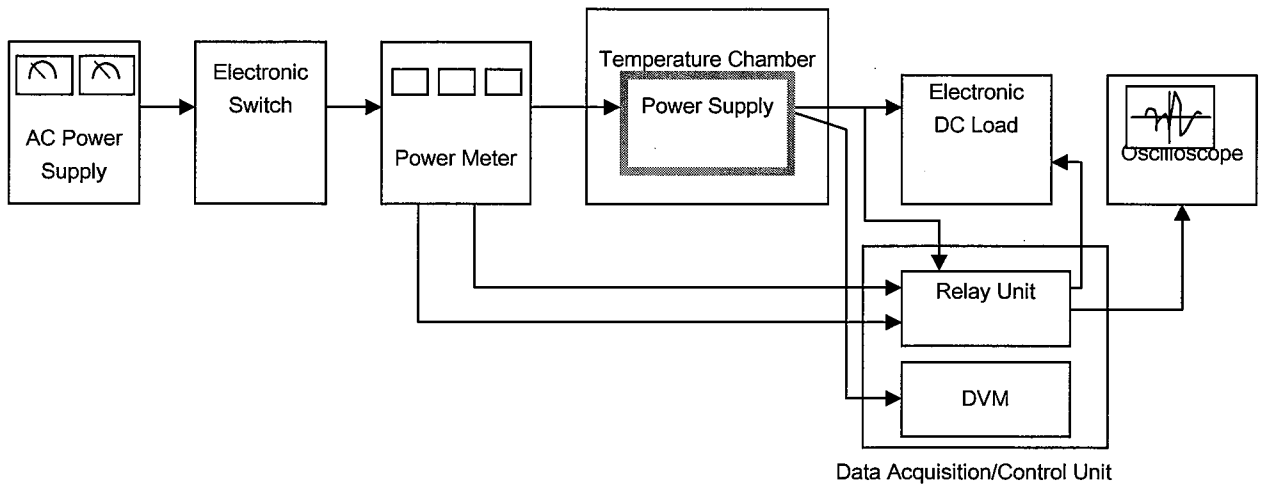 AC Power
Supply
Electronic
Switch
Power Meter
Temperature Chamber
Power Supply
Electronic
DC Load
Oscilloscope
Relay Unit
DVM
Data Acquisition/Control Unit